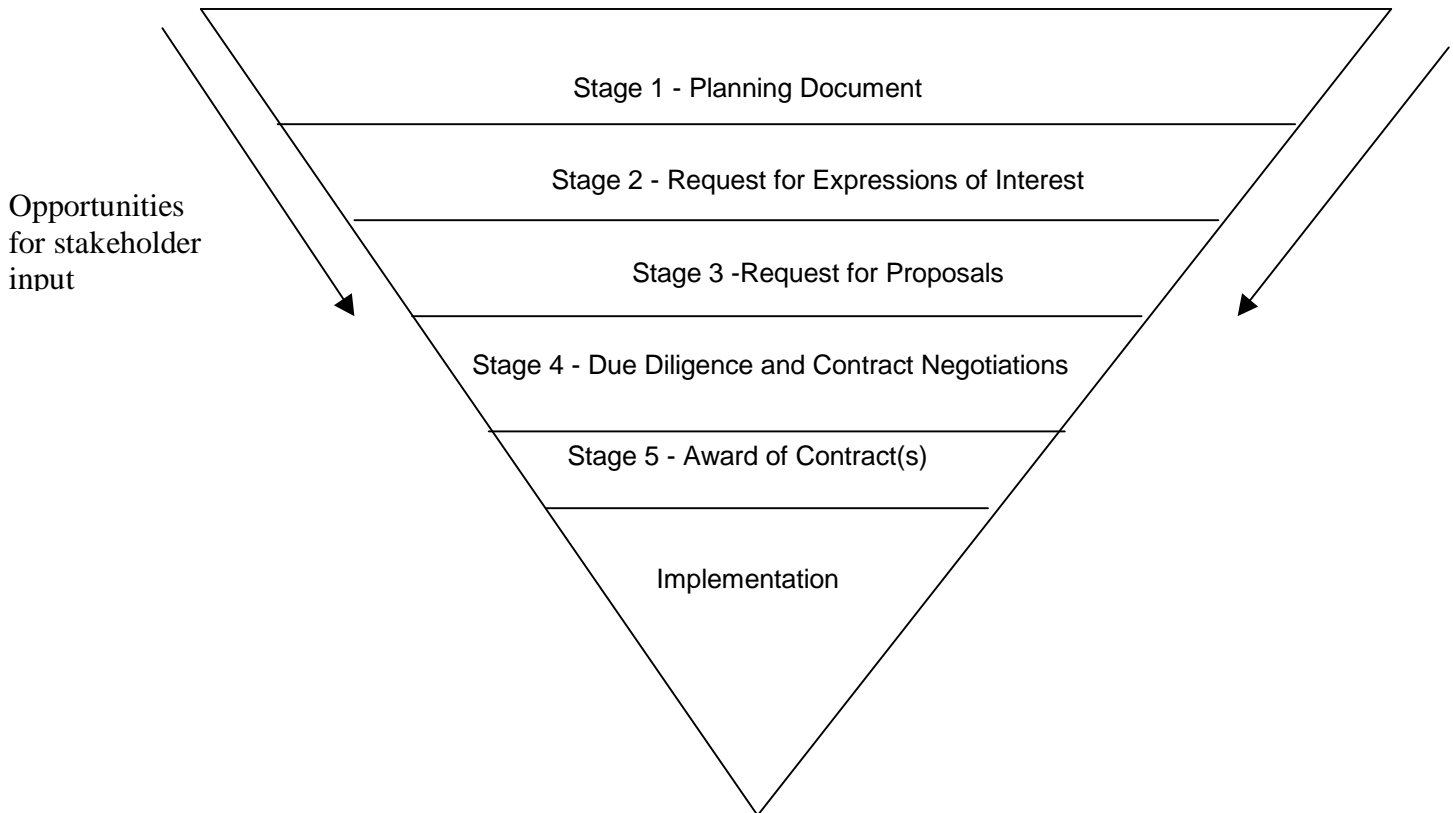 Stage 1 - Planning Document
Stage 2 - Request for Expressions of Interest
Opportunities
for stakeholder
input
Stage 3 -Request for Proposals
Stage 4 - Due Diligence and Contract Negotiations
Stage 5 - Award of Contract(s)
Implementation